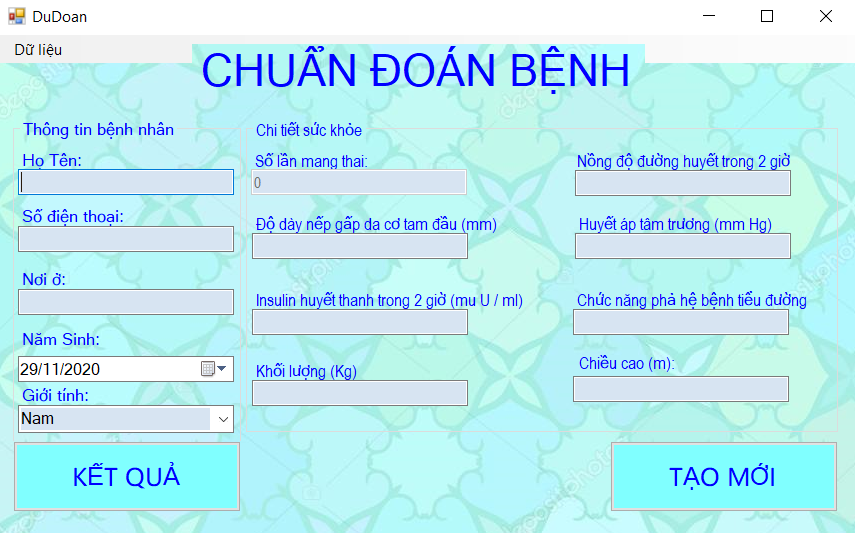 DuDoan
Dữ liệu
CHUẨN ĐOÁN BỆNH
Thông tin bệnh nhân
Họ Tên:
Số điện thoại:
Nơi ở:
Năm Sinh:
29/11/2020
Giới tính:
Nam
Chi tiết sức khỏe
Số lần mang thai:
0
Nồng độ đường huyết trong 2 giờ
Độ dày nếp gấp da cơ tam đầu (mm)
Huyết áp tâm trương (mm Hg)
Insulin huyết thanh trong 2 giờ (mu U / ml)
Chức năng phả hệ bệnh tiểu đường
Khối lượng (Kg)
Chiều cao (m):
KẾT QUẢ
TẠO MỚI
depositphotos